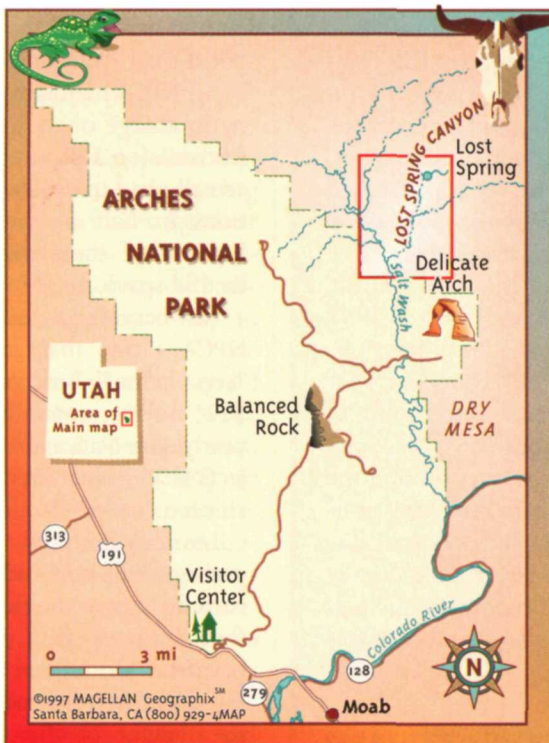 LOST SPRING CANYON
Lost
Spring
ARCHES
NATIONAL
PARK
Delicate
Arch
Salt Wash
UTAH
Area of
Main map
Balanced
Rock
DRY
MESA
313
191
Visitor
Center
Colorado River
N
0 3 mi
128
279
Moab
©1997 MAGELLAN Geographix℠
Santa Barbara, CA (800) 929-4MAP